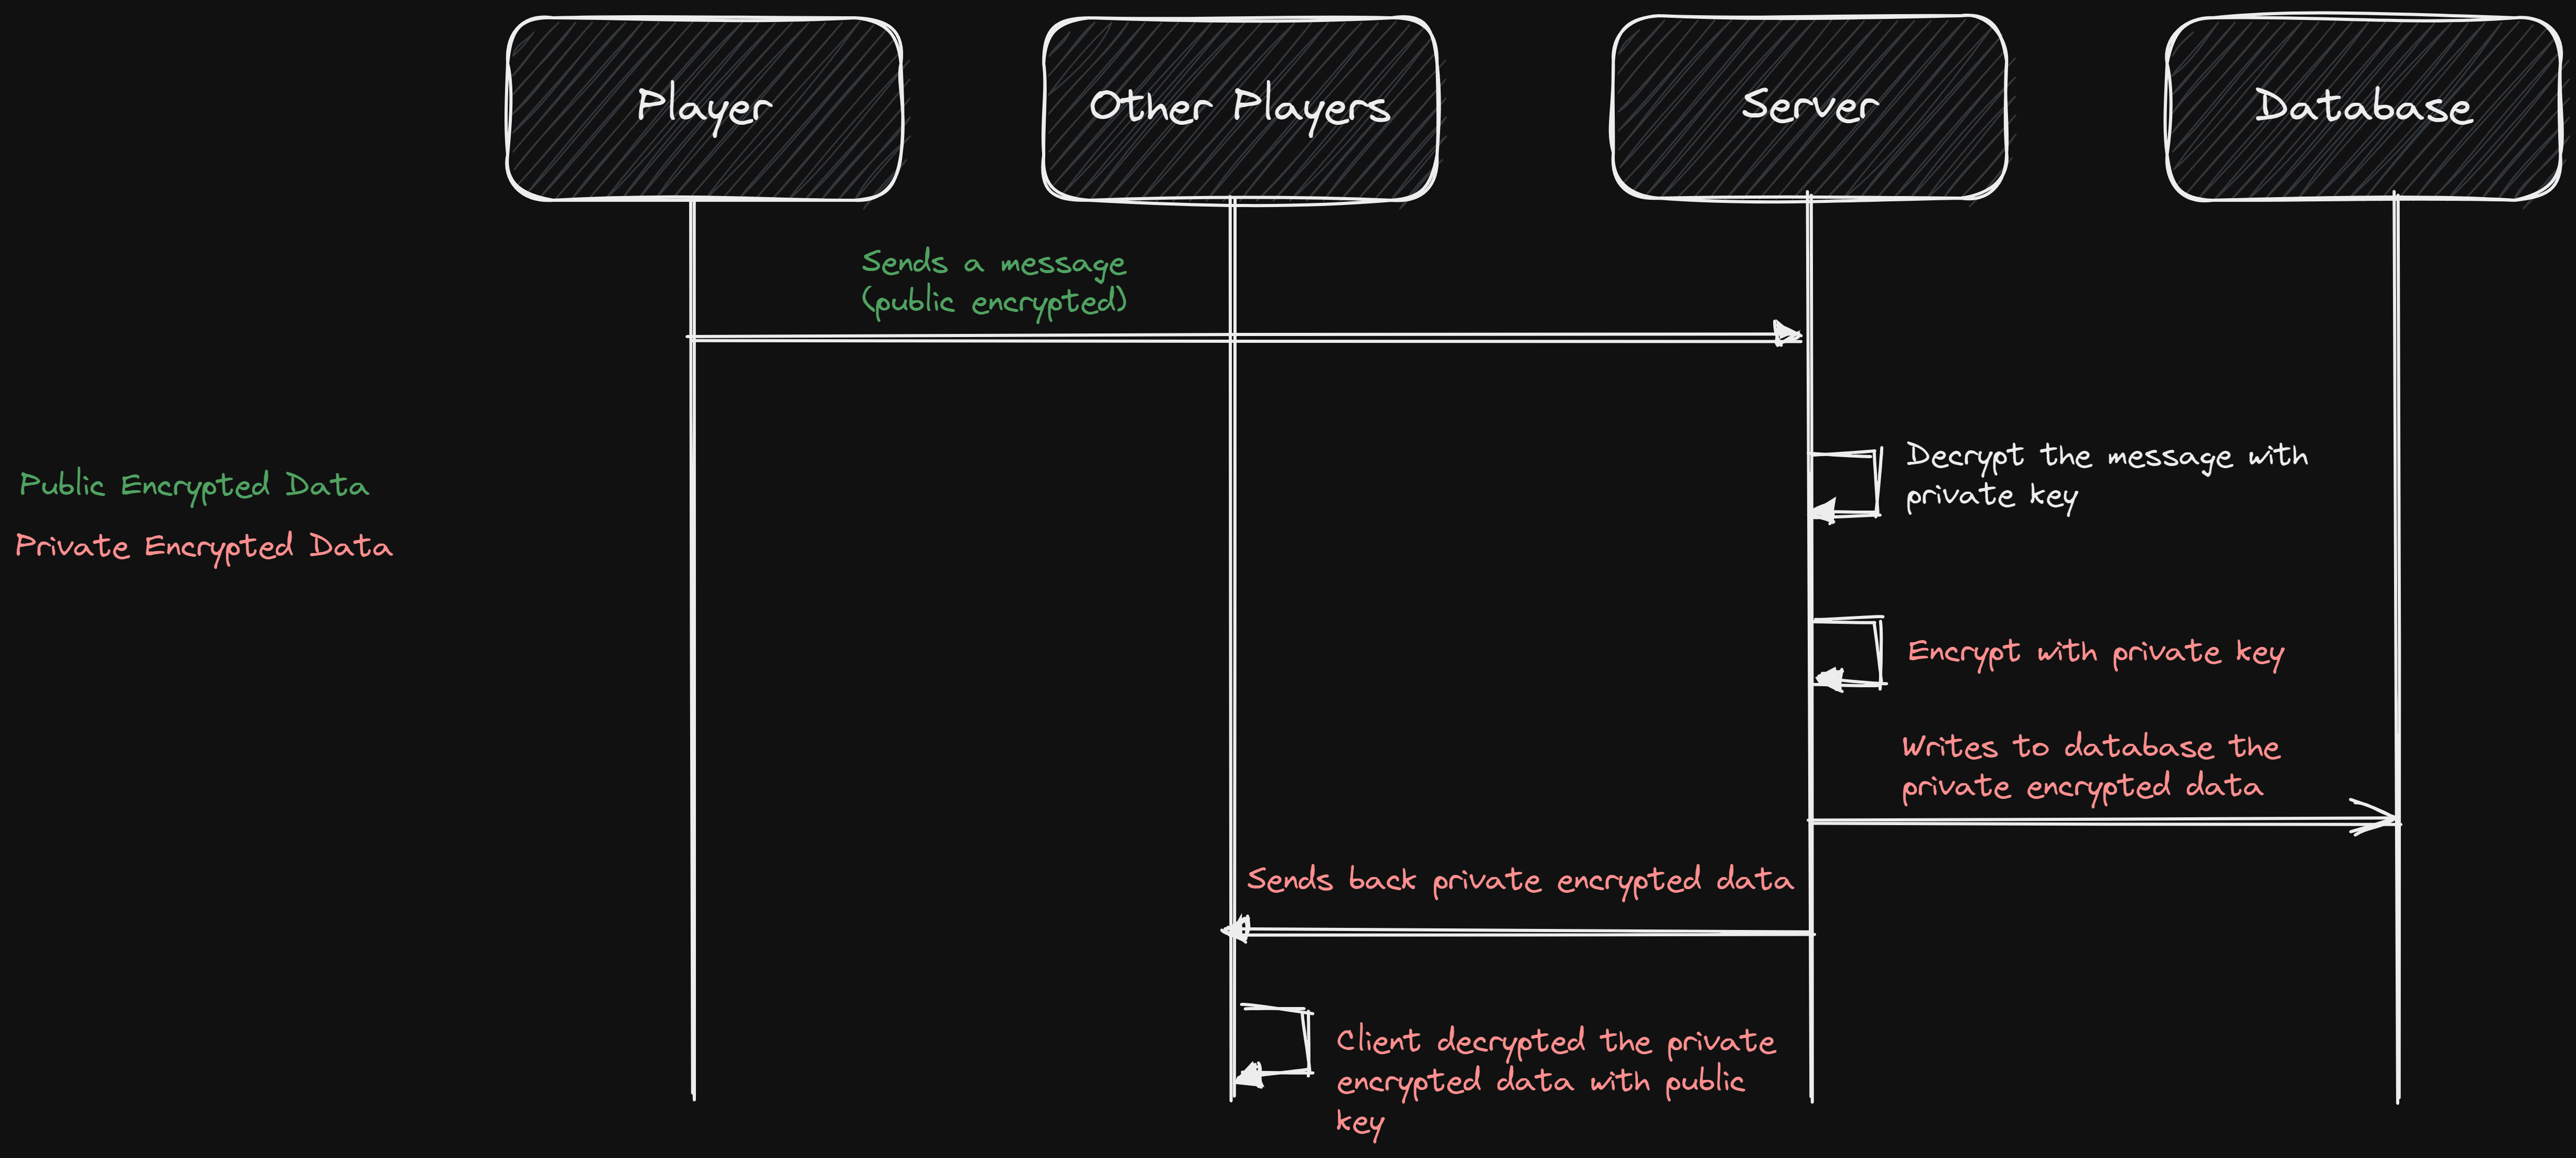 Player
Other Players
Server
Database
Sends a message
(public encrypted)
Public Encrypted Data
Private Encrypted Data
Decrypt the message with
private key
Encrypt with private key
Writes to database the
private encrypted data
Sends back private encrypted data
Client decrypted the private
encrypted data with public
key